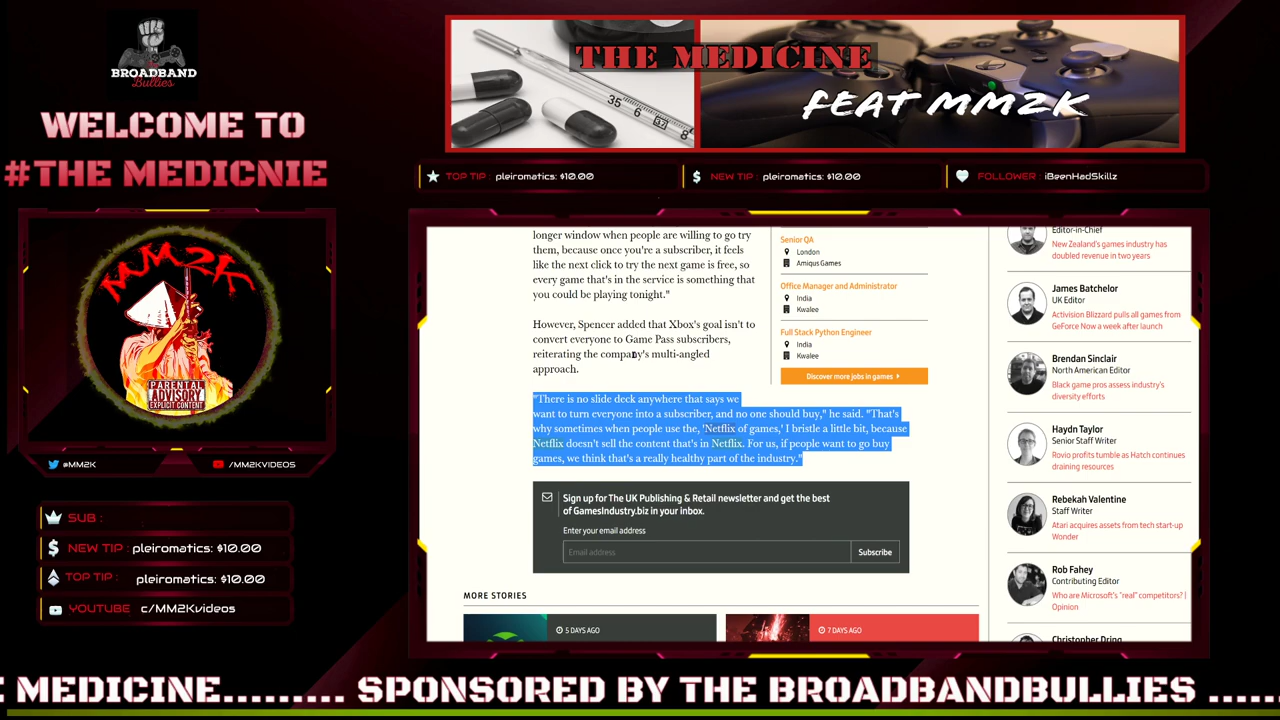 BROADBAND
Bullies
WELCOME TO
#THE MEDICNIE
THE MEDICINE
FEAT MM2K
35
6
37
8
TOP TIP : pleiromatics: $10.00
NEW TIP : pleiromatics: $10.00
FOLLOWER : iBeenHadSkillz
MM2K
PARENTAL
ADVISORY
EXPLICIT CONTENT
@MM2K
/MM2KVIDEOS
SUB :
NEW TIP : pleiromatics: $10.00
TOP TIP : pleiromatics: $10.00
YOUTUBE c/MM2Kvideos
longer window when people are willing to go try
them, because once you're a subscriber, it feels
like the next click to try the next game is free, so
every game that's in the service is something that
you could be playing tonight."
However, Spencer added that Xbox's goal isn't to
convert everyone to Game Pass subscribers,
reiterating the company's multi-angled
approach.
"There is no slide deck anywhere that says we
want to turn everyone into a subscriber, and no one should buy," he said. "That's
why sometimes when people use the, 'Netflix of games,' I bristle a little bit, because
Netflix doesn't sell the content that's in Netflix. For us, if people want to go buy
games, we think that's a really healthy part of the industry."
Sign up for The UK Publishing & Retail newsletter and get the best
of GamesIndustry.biz in your inbox.
Enter your email address
Email address
Subscribe
MORE STORIES
5 DAYS AGO
7 DAYS AGO
Senior QA
London
Amiqus Games
Office Manager and Administrator
India
Kwalee
Full Stack Python Engineer
India
Kwalee
Discover more jobs in games
Editor-in-Chief
New Zealand's games industry has
doubled revenue in two years
James Batchelor
UK Editor
Activision Blizzard pulls all games from
GeForce Now a week after launch
Brendan Sinclair
North American Editor
Black game pros assess industry's
diversity efforts
Haydn Taylor
Senior Staff Writer
Rovio profits tumble as Hatch continues
draining resources
Rebekah Valentine
Staff Writer
Atari acquires assets from tech start-up
Wonder
Rob Fahey
Contributing Editor
Who are Microsoft's "real" competitors? |
Opinion
Christopher Dring
MEDICINE......... SPONSORED BY THE BROADBANDBULLIES ......